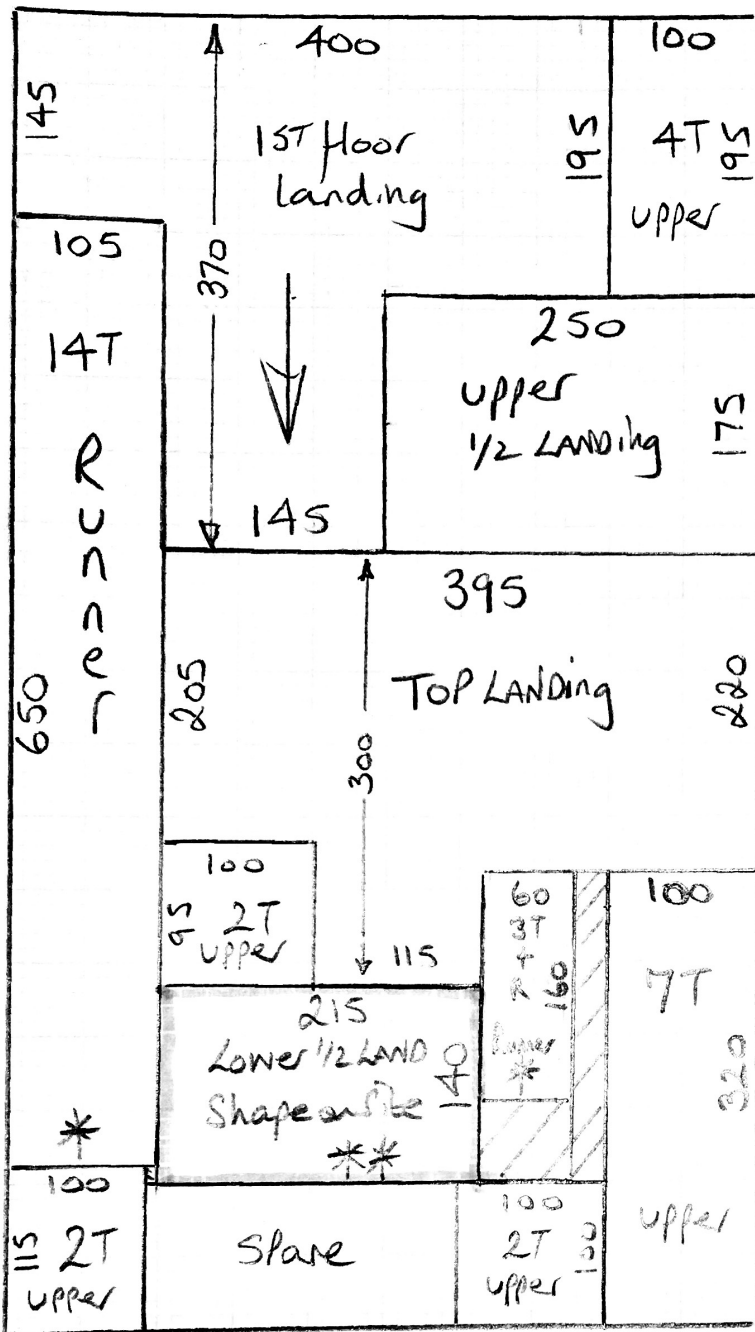 400
100
145
1ST floor
landing
195
4T
195
upper
370
105
14T
Runner
250
upper
1/2 LANDing
175
145
395
TOP LANDing
650
205
220
300
100
95
2T
upper
115
60
3T
+
R
160
Runner
*
100
7T
320
upper
215
Lower 1/2 LAND
Shape on Site
140
**
*
100
115
2T
upper
Spare
100
2T
100
upper